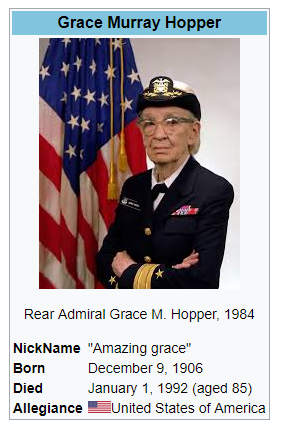 Grace Murray Hopper
Rear Admiral Grace M. Hopper, 1984
NickName "Amazing grace"
Born December 9, 1906
Died January 1, 1992 (aged 85)
Allegiance United States of America